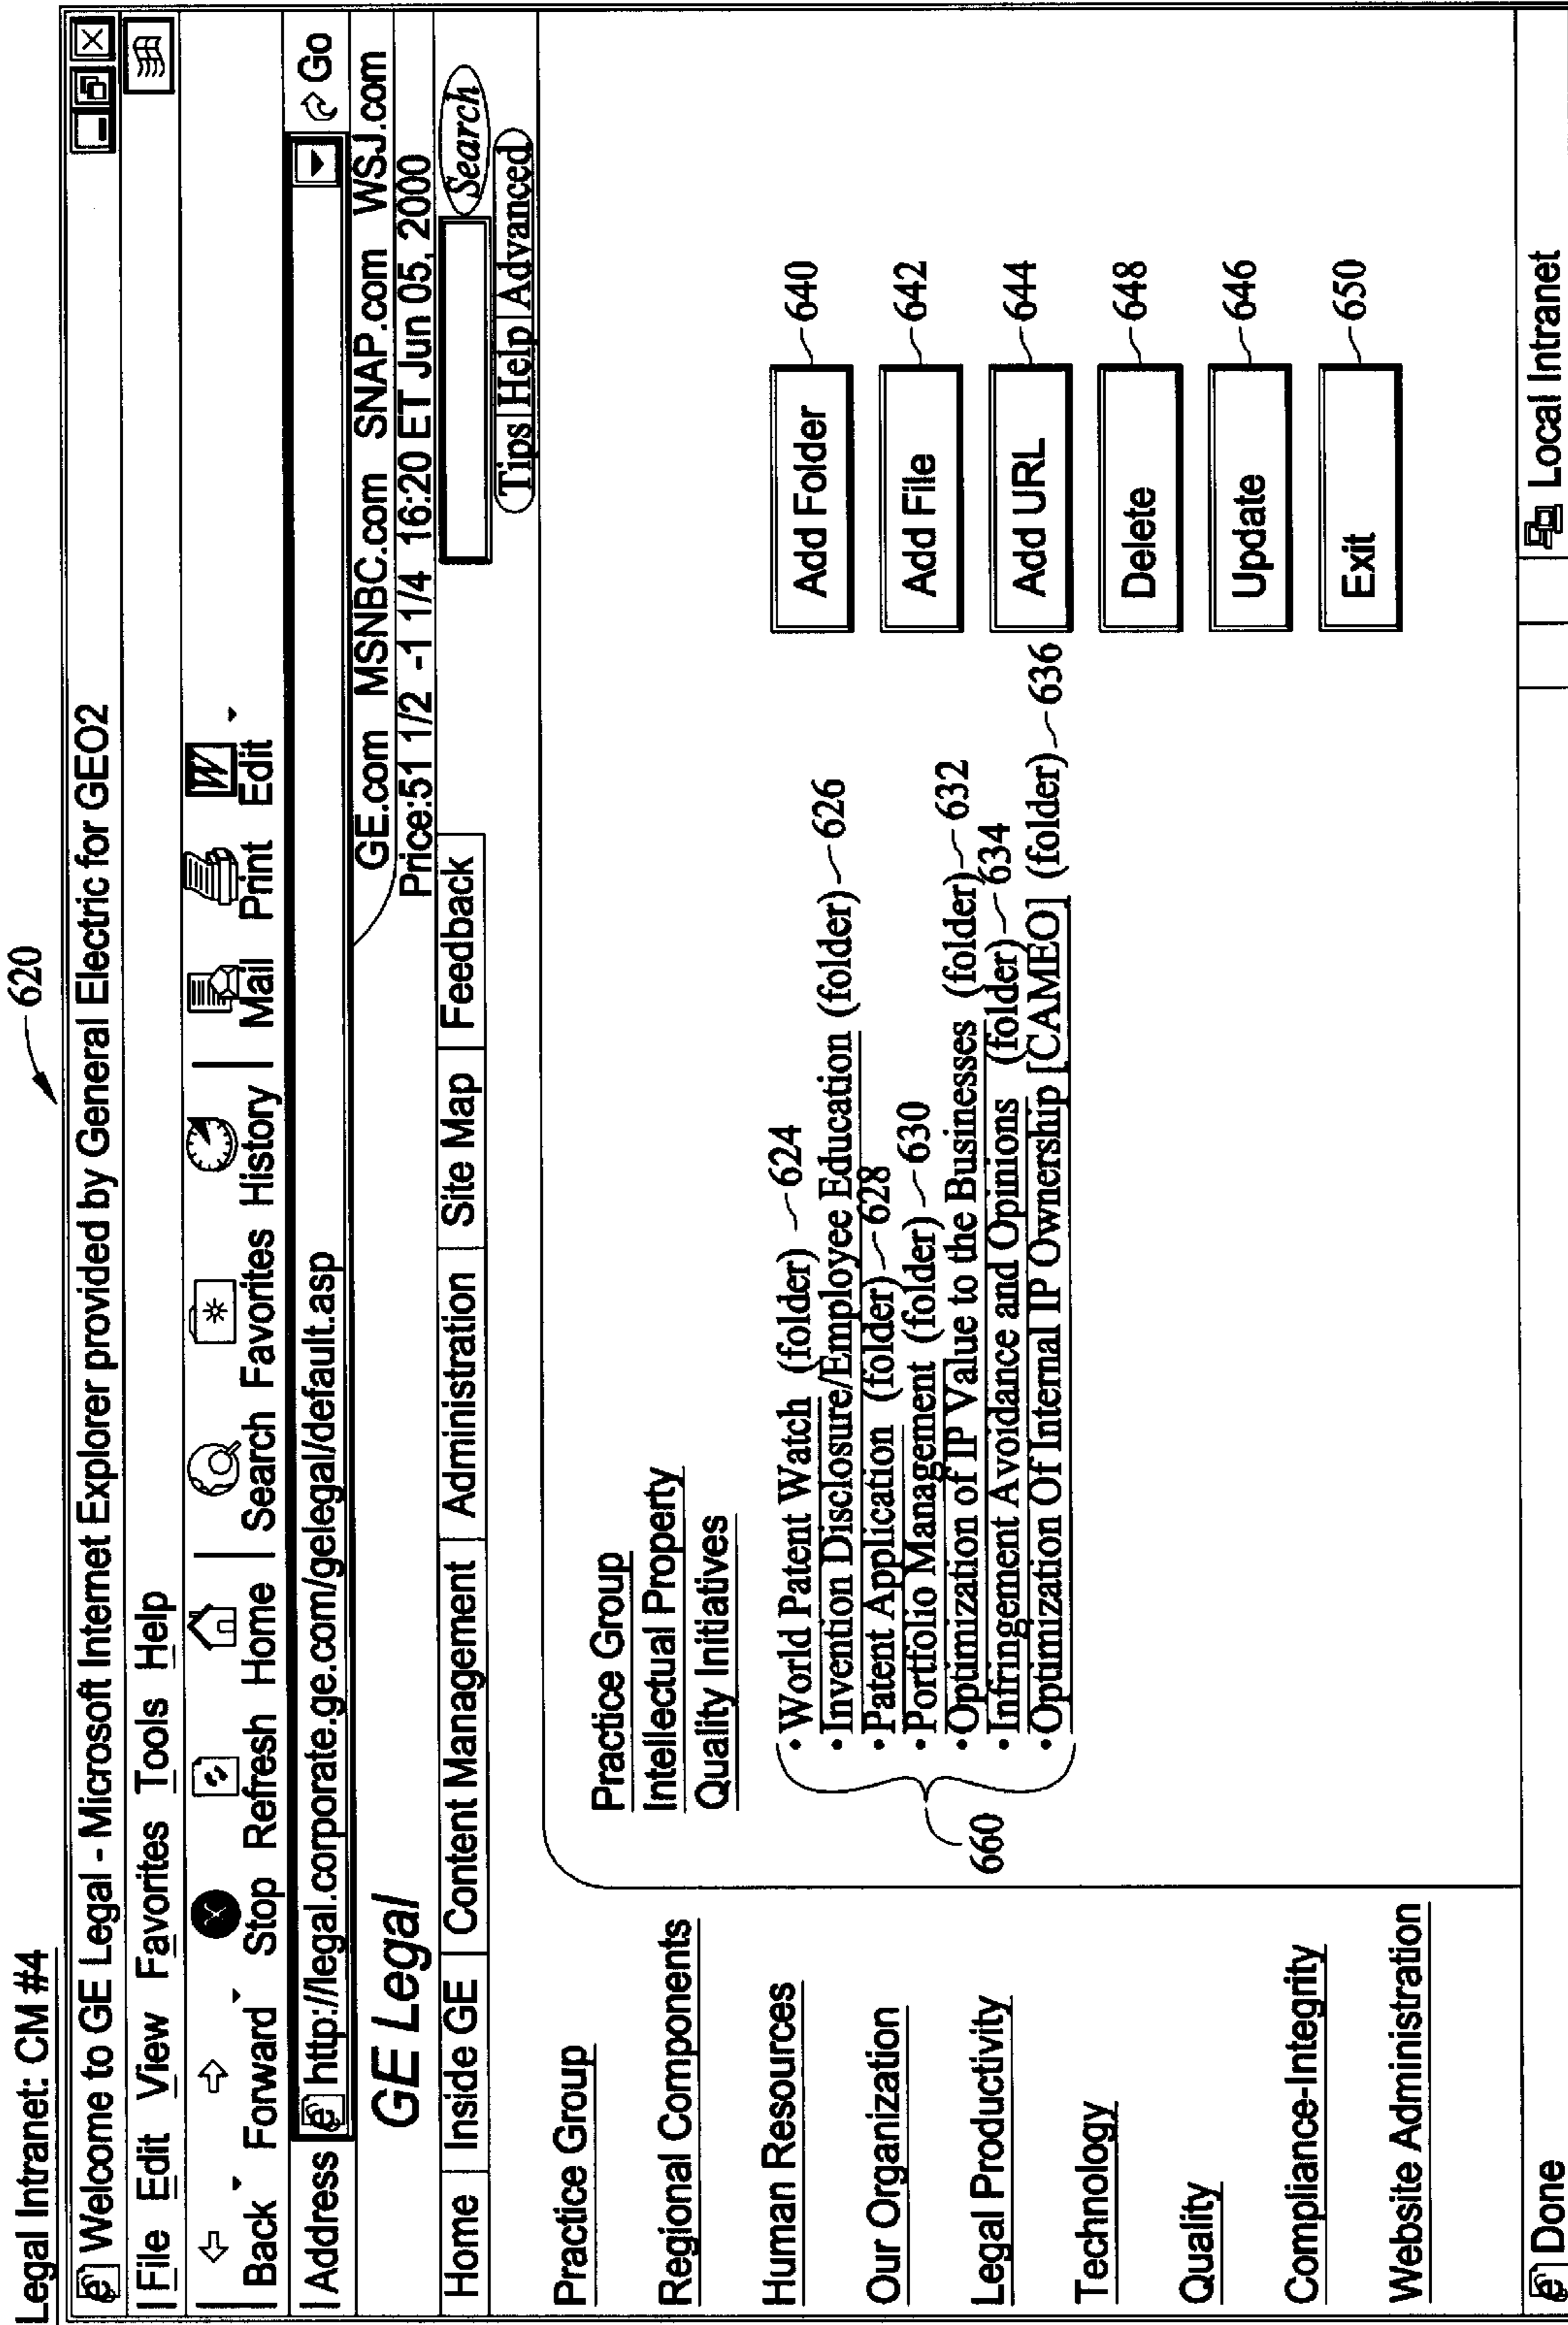 Legal Intranet: CM #4
620
Welcome to GE Legal - Microsoft Internet Explorer provided by General Electric for GEO2
File Edit View Favorites Tools Help
Back Forward Stop Refresh Home Search Favorites History Mail Print Edit
Address http://legal.corporate.ge.com/gelegal/default.asp Go
GE Legal
GE.com MSNBC.com SNAP.com WSJ.com
Price:51 1/2 -1 1/4 16:20 ET Jun 05, 2000
Home Inside GE Content Management Administration Site Map Feedback Search
Tips Help Advanced
Practice Group
Regional Components
Human Resources
Our Organization
Legal Productivity
Technology
Quality
Compliance-Integrity
Website Administration
Practice Group
Intellectual Property
Quality Initiatives
• World Patent Watch (folder) 624
• Invention Disclosure/Employee Education (folder) 626
• Patent Application (folder) 628
• Portfolio Management (folder) 630
• Optimization of IP Value to the Businesses (folder) 632
• Infringement Avoidance and Opinions (folder) 634
• Optimization Of Internal IP Ownership [CAMEO] (folder) 636
660
Add Folder 640
Add File 642
Add URL 644
Delete 648
Update 646
Exit 650
Done Local Intranet